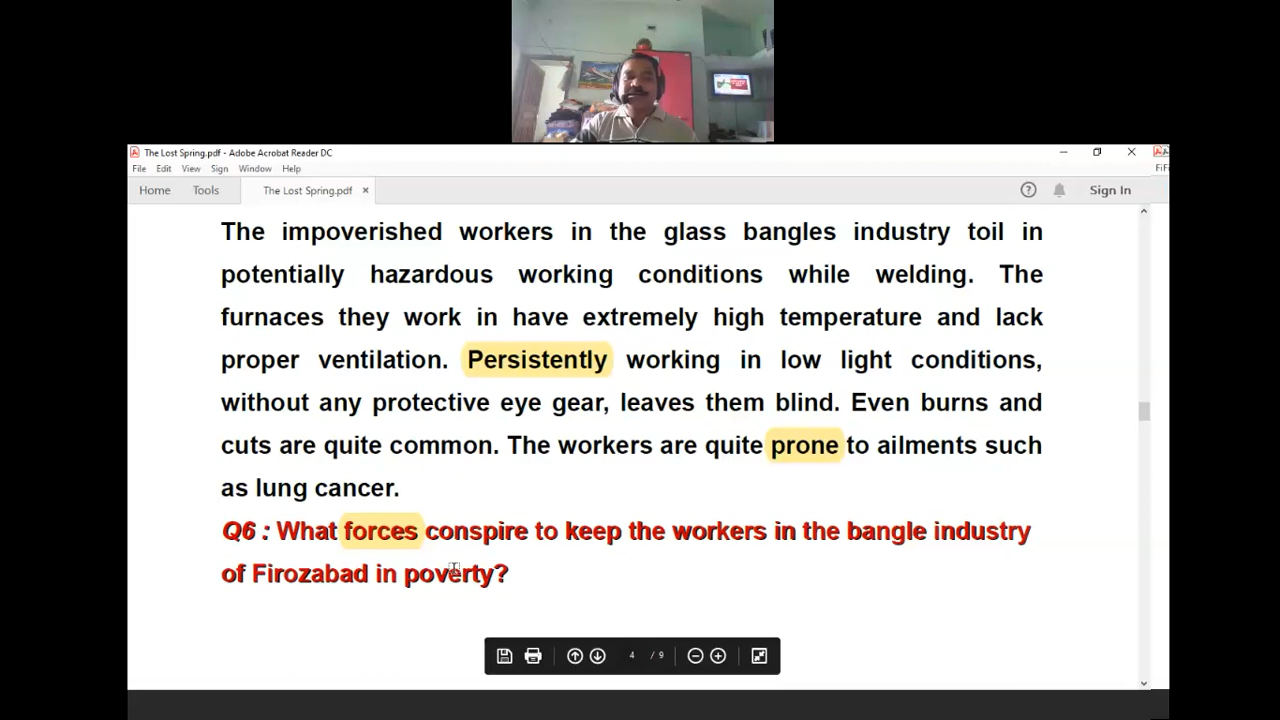 The Lost Spring.pdf - Adobe Acrobat Reader DC
File Edit View Sign Window Help
Home Tools The Lost Spring.pdf × Sign In
The impoverished workers in the glass bangles industry toil in
potentially hazardous working conditions while welding. The
furnaces they work in have extremely high temperature and lack
proper ventilation. Persistently working in low light conditions,
without any protective eye gear, leaves them blind. Even burns and
cuts are quite common. The workers are quite prone to ailments such
as lung cancer.
Q6 : What forces conspire to keep the workers in the bangle industry
of Firozabad in poverty?
4 / 9